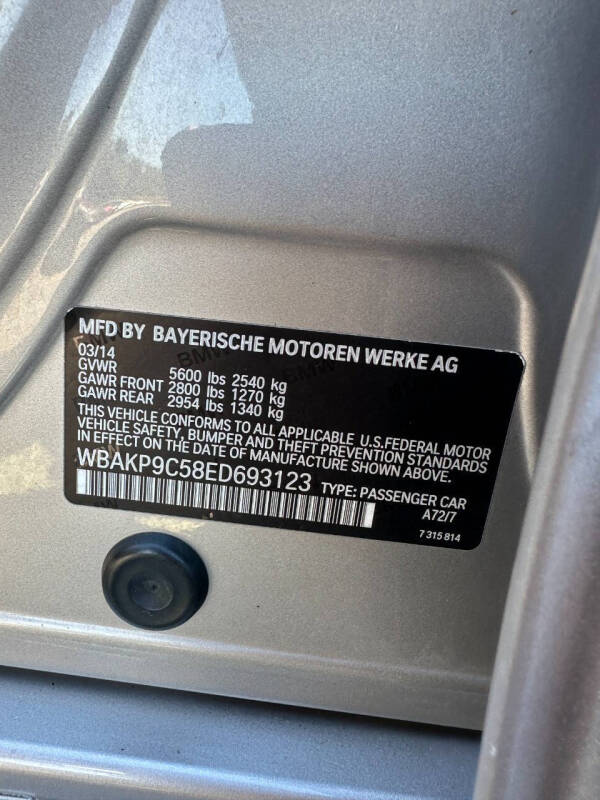 MFD BY BAYERISCHE MOTOREN WERKE AG
03/14
GVWR 5600 lbs 2540 kg
GAWR FRONT 2800 lbs 1270 kg
GAWR REAR 2954 lbs 1340 kg
THIS VEHICLE CONFORMS TO ALL APPLICABLE U.S.FEDERAL MOTOR
VEHICLE SAFETY, BUMPER AND THEFT PREVENTION STANDARDS
IN EFFECT ON THE DATE OF MANUFACTURE SHOWN ABOVE.
WBAKP9C58ED693123 TYPE: PASSENGER CAR
A72/7
7 315 814